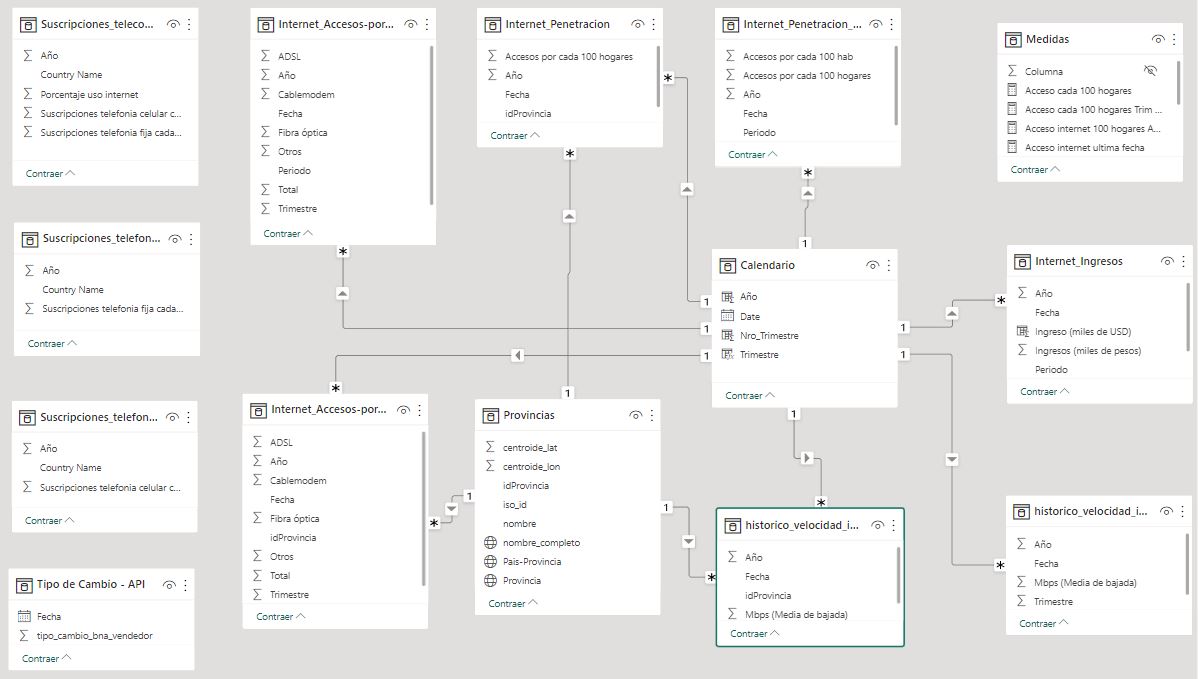 Suscripciones_teleco...
Año
Country Name
Porcentaje uso internet
Suscripciones telefonia celular c...
Suscripciones telefonia fija cada...
Contraer
Internet_Accesos-por...
ADSL
Año
Cablemodem
Fecha
Fibra óptica
Otros
Periodo
Total
Trimestre
Contraer
Internet_Penetracion
Accesos por cada 100 hogares
Año
Fecha
idProvincia
Contraer
Internet_Penetracion_...
Accesos por cada 100 hab
Accesos por cada 100 hogares
Año
Fecha
Periodo
Contraer
Medidas
Columna
Acceso cada 100 hogares
Acceso cada 100 hogares Trim ...
Acceso internet 100 hogares A...
Acceso internet ultima fecha
Contraer
Suscripciones_telefon...
Año
Country Name
Suscripciones telefonia fija cada...
Contraer
Calendario
Año
Date
Nro_Trimestre
Trimestre
Contraer
Internet_Ingresos
Año
Fecha
Ingreso (miles de USD)
Ingresos (miles de pesos)
Periodo
Contraer
Suscripciones_telefon...
Año
Country Name
Suscripciones telefonia celular c...
Contraer
Internet_Accesos-por...
ADSL
Año
Cablemodem
Fecha
Fibra óptica
idProvincia
Otros
Total
Trimestre
Contraer
Provincias
centroide_lat
centroide_lon
idProvincia
iso_id
nombre
nombre_completo
Pais-Provincia
Provincia
Contraer
historico_velocidad_i...
Año
Fecha
idProvincia
Mbps (Media de bajada)
Contraer
historico_velocidad_i...
Año
Fecha
Mbps (Media de bajada)
Trimestre
Contraer
Tipo de Cambio - API
Fecha
tipo_cambio_bna_vendedor
Contraer
* 1
* 1
* 1
* 1
* 1
* 1
* 1
* 1
* 1